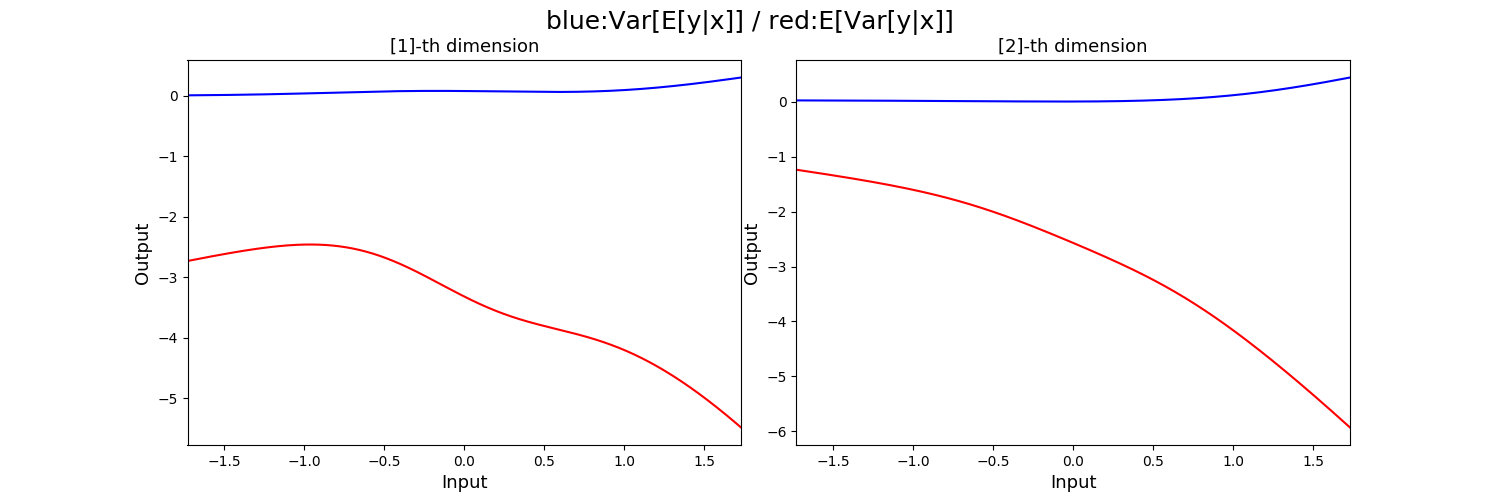 blue:Var[E[y|x]] / red:E[Var[y|x]]
[1]-th dimension
Output
0
−1
−2
−3
−4
−5
−1.5 −1.0 −0.5 0.0 0.5 1.0 1.5
Input
[2]-th dimension
Output
0
−1
−2
−3
−4
−5
−6
−1.5 −1.0 −0.5 0.0 0.5 1.0 1.5
Input